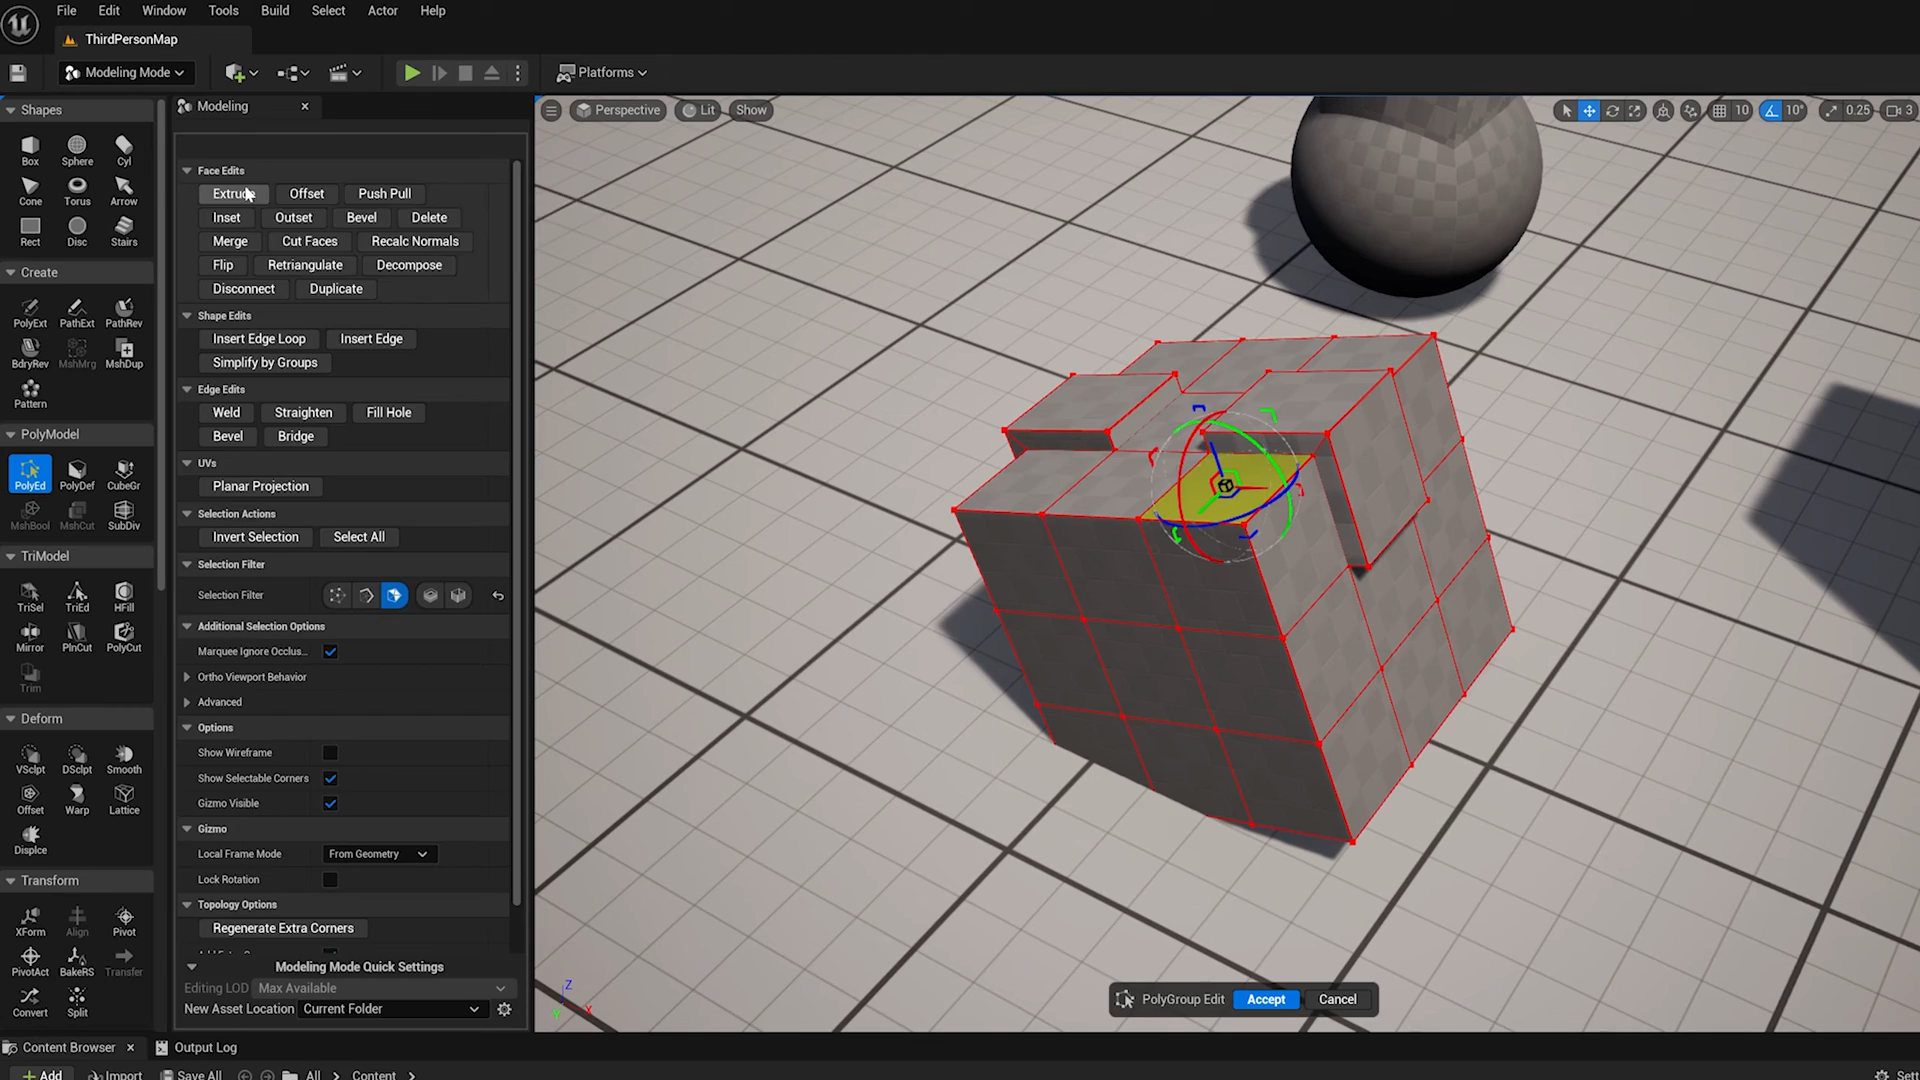 File Edit Window Tools Build Select Actor Help
ThirdPersonMap
Modeling Mode
Platforms
Shapes
Box Sphere Cyl
Cone Torus Arrow
Rect Disc Stairs
Create
PolyExt PathExt PathRev
BdryRev MshMrg MshDup
Pattern
PolyModel
PolyEd PolyDef CubeGr
MshBool MshCut SubDiv
TriModel
TriSel TriEd HFill
Mirror PlnCut PolyCut
Trim
Deform
VSclpt DSclpt Smooth
Offset Warp Lattice
Displce
Transform
XForm Align Pivot
PivotAct BakeRS Transfer
Convert Split
Modeling
Face Edits
Extrude Offset Push Pull
Inset Outset Bevel Delete
Merge Cut Faces Recalc Normals
Flip Retriangulate Decompose
Disconnect Duplicate
Shape Edits
Insert Edge Loop Insert Edge
Simplify by Groups
Edge Edits
Weld Straighten Fill Hole
Bevel Bridge
UVs
Planar Projection
Selection Actions
Invert Selection Select All
Selection Filter
Selection Filter
Additional Selection Options
Marquee Ignore Occlus...
Ortho Viewport Behavior
Advanced
Options
Show Wireframe
Show Selectable Corners
Gizmo Visible
Gizmo
Local Frame Mode From Geometry
Lock Rotation
Topology Options
Regenerate Extra Corners
Modeling Mode Quick Settings
Editing LOD Max Available
New Asset Location Current Folder
Perspective Lit Show
10 10° 0.25 3
Z
X
PolyGroup Edit Accept Cancel
Content Browser Output Log
Add Import Save All All Content
Sett